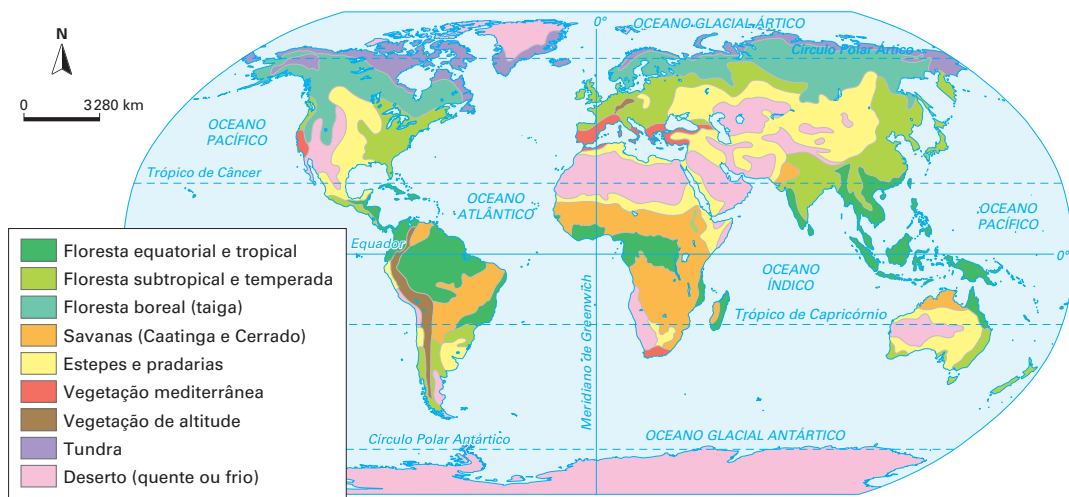 OCEANO GLACIAL ÁRTICO
0°
Círculo Polar Ártico
N
0 3 280 km
OCEANO
PACÍFICO
Trópico de Câncer
OCEANO
ATLÂNTICO
OCEANO
PACÍFICO
Equador
0°
OCEANO
ÍNDICO
Meridiano de Greenwich
Trópico de Capricórnio
Floresta equatorial e tropical
Floresta subtropical e temperada
Floresta boreal (taiga)
Savanas (Caatinga e Cerrado)
Estepes e pradarias
Vegetação mediterrânea
Vegetação de altitude
Tundra
Deserto (quente ou frio)
Círculo Polar Antártico
OCEANO GLACIAL ANTÁRTICO